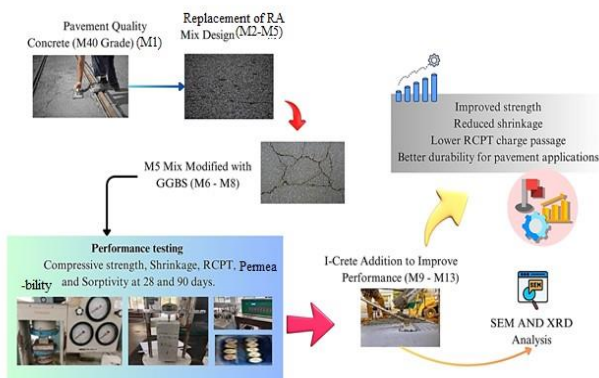 Pavement Quality
Concrete (M40 Grade) (M1)
Replacement of RA
Mix Design (M2-M5)
M5 Mix Modified with
GGBS (M6 - M8)
Performance testing
Compressive strength, Shrinkage, RCPT, Permea
-bility and Sorptivity at 28 and 90 days.
I-Crete Addition to Improve
Performance (M9 - M13)
Improved strength
Reduced shrinkage
Lower RCPT charge passage
Better durability for pavement applications
SEM
SEM AND XRD
Analysis